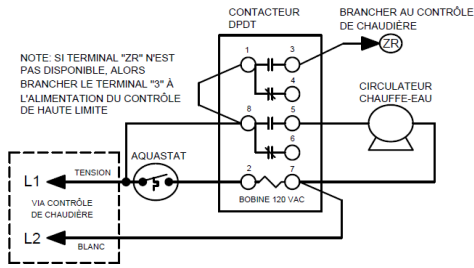 CONTACTEUR
DPDT
BRANCHER AU CONTRÔLE
DE CHAUDIÈRE
ZR
NOTE: SI TERMINAL "ZR" N'EST
PAS DISPONIBLE, ALORS
BRANCHER LE TERMINAL "3" À
L'ALIMENTATION DU CONTRÔLE
DE HAUTE LIMITE
1
3
4
8
5
6
2
7
BOBINE 120 VAC
CIRCULATEUR
CHAUFFE-EAU
AQUASTAT
L1
TENSION
VIA CONTRÔLE
DE CHAUDIÈRE
L2
BLANC